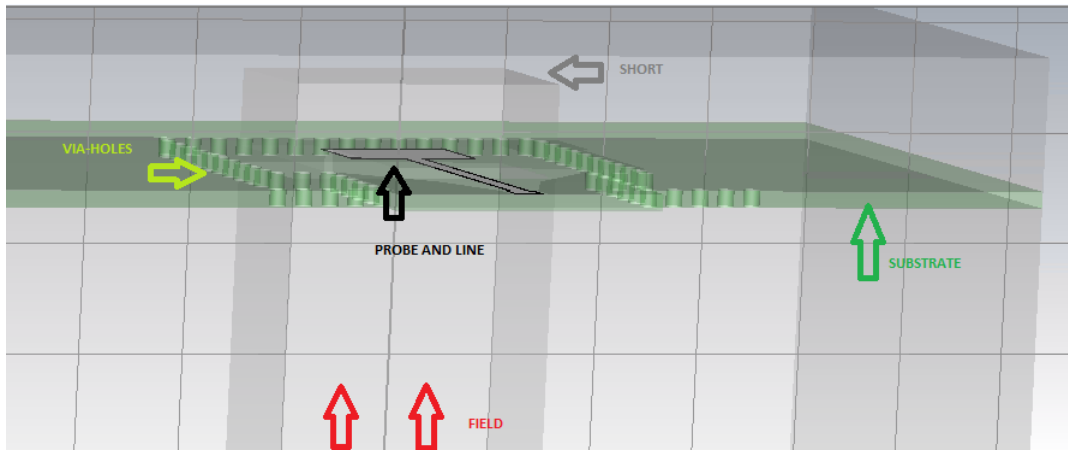 SHORT
VIA-HOLES
PROBE AND LINE
SUBSTRATE
FIELD